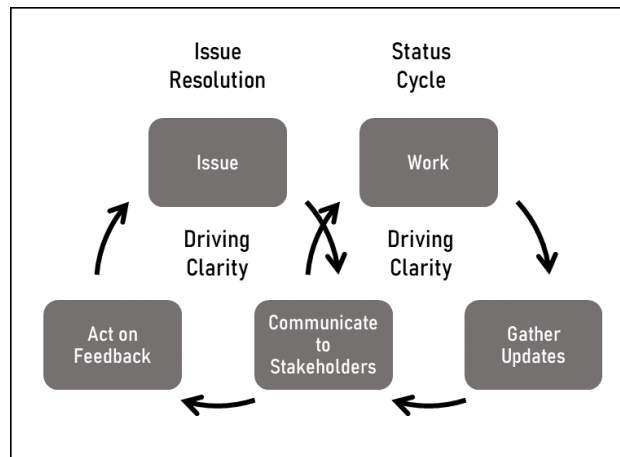 Issue
Resolution
Status
Cycle
Issue
Work
Driving
Clarity
Driving
Clarity
Act on
Feedback
Communicate
to
Stakeholders
Gather
Updates